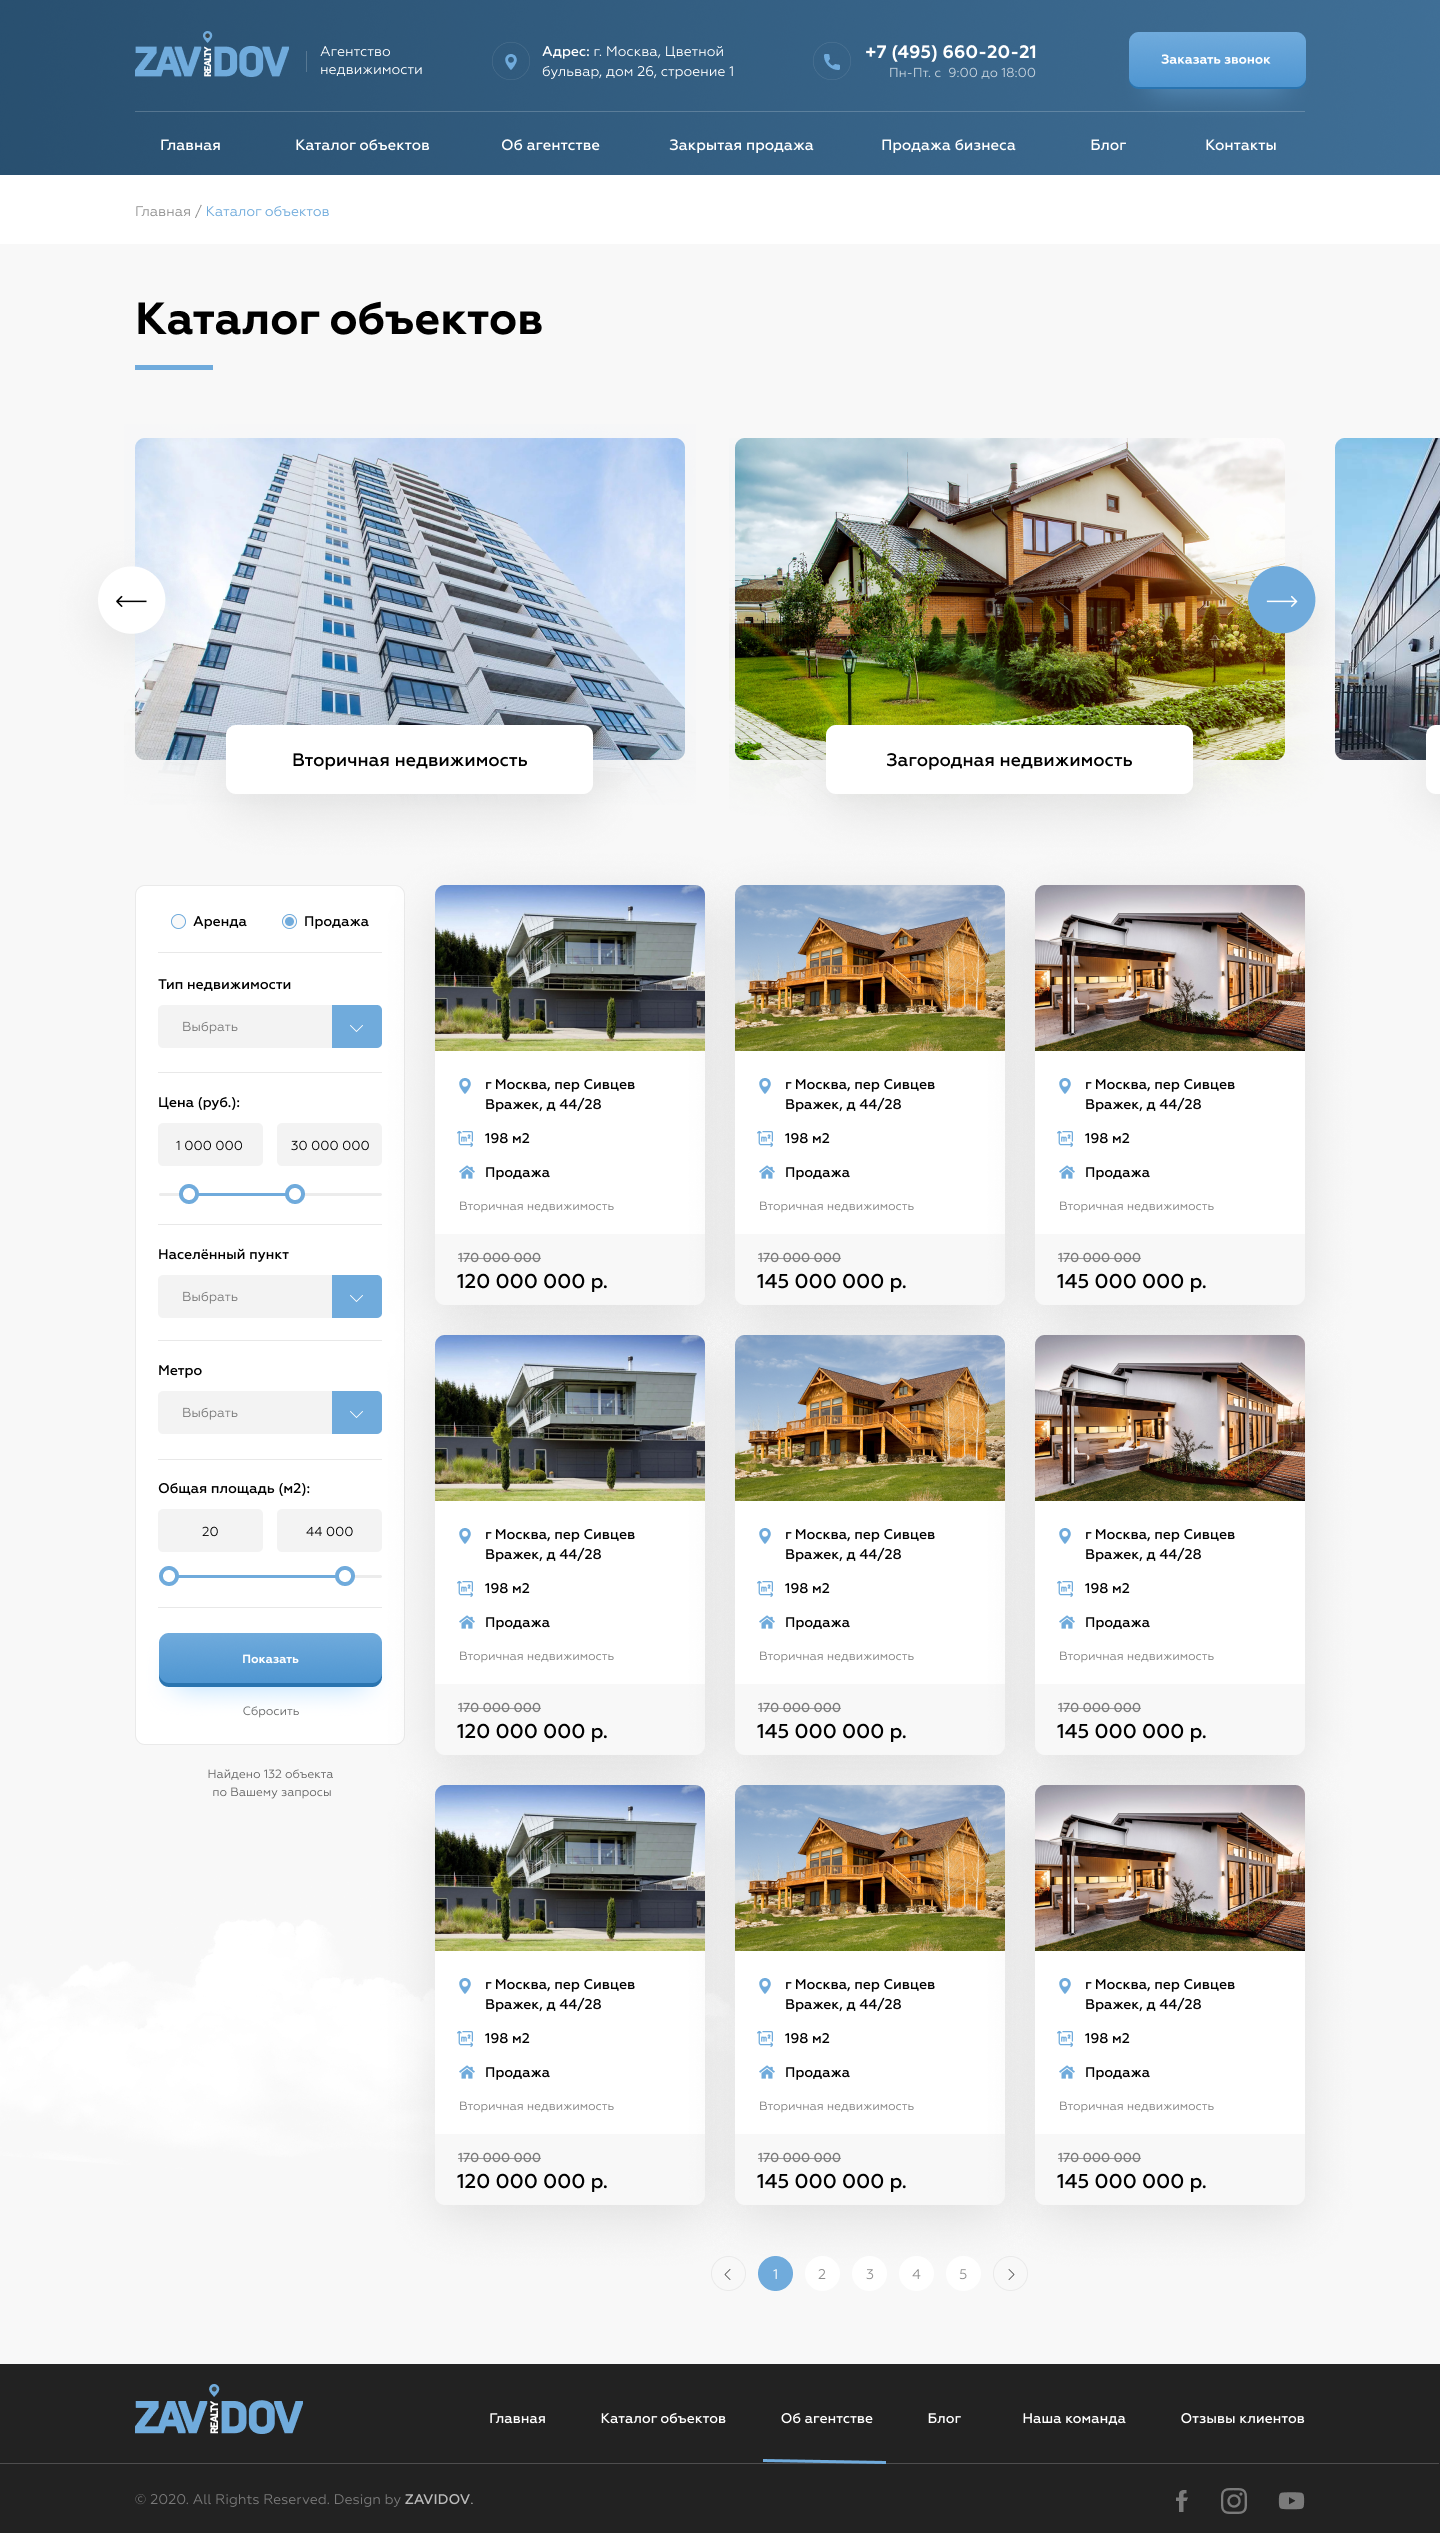 ZAVIDOV
REALTY
Агентство
недвижимости
Адрес: г. Москва, Цветной
бульвар, дом 26, строение 1
+7 (495) 660-20-21
Пн-Пт. с 9:00 до 18:00
Заказать звонок
Главная
Каталог объектов
Об агентстве
Закрытая продажа
Продажа бизнеса
Блог
Контакты
Главная / Каталог объектов
Каталог объектов
Вторичная недвижимость
Загородная недвижимость
Аренда
Продажа
Тип недвижимости
Выбрать
Цена (руб.):
1 000 000
30 000 000
Населённый пункт
Выбрать
Метро
Выбрать
Общая площадь (м2):
20
44 000
Показать
Сбросить
Найдено 132 объекта
по Вашему запросы
г Москва, пер Сивцев
Вражек, д 44/28
198 м2
Продажа
Вторичная недвижимость
170 000 000
120 000 000 р.
г Москва, пер Сивцев
Вражек, д 44/28
198 м2
Продажа
Вторичная недвижимость
170 000 000
145 000 000 р.
г Москва, пер Сивцев
Вражек, д 44/28
198 м2
Продажа
Вторичная недвижимость
170 000 000
145 000 000 р.
г Москва, пер Сивцев
Вражек, д 44/28
198 м2
Продажа
Вторичная недвижимость
170 000 000
120 000 000 р.
г Москва, пер Сивцев
Вражек, д 44/28
198 м2
Продажа
Вторичная недвижимость
170 000 000
145 000 000 р.
г Москва, пер Сивцев
Вражек, д 44/28
198 м2
Продажа
Вторичная недвижимость
170 000 000
145 000 000 р.
г Москва, пер Сивцев
Вражек, д 44/28
198 м2
Продажа
Вторичная недвижимость
170 000 000
120 000 000 р.
г Москва, пер Сивцев
Вражек, д 44/28
198 м2
Продажа
Вторичная недвижимость
170 000 000
145 000 000 р.
г Москва, пер Сивцев
Вражек, д 44/28
198 м2
Продажа
Вторичная недвижимость
170 000 000
145 000 000 р.
1
2
3
4
5
ZAVIDOV
REALTY
Главная
Каталог объектов
Об агентстве
Блог
Наша команда
Отзывы клиентов
© 2020. All Rights Reserved. Design by ZAVIDOV.